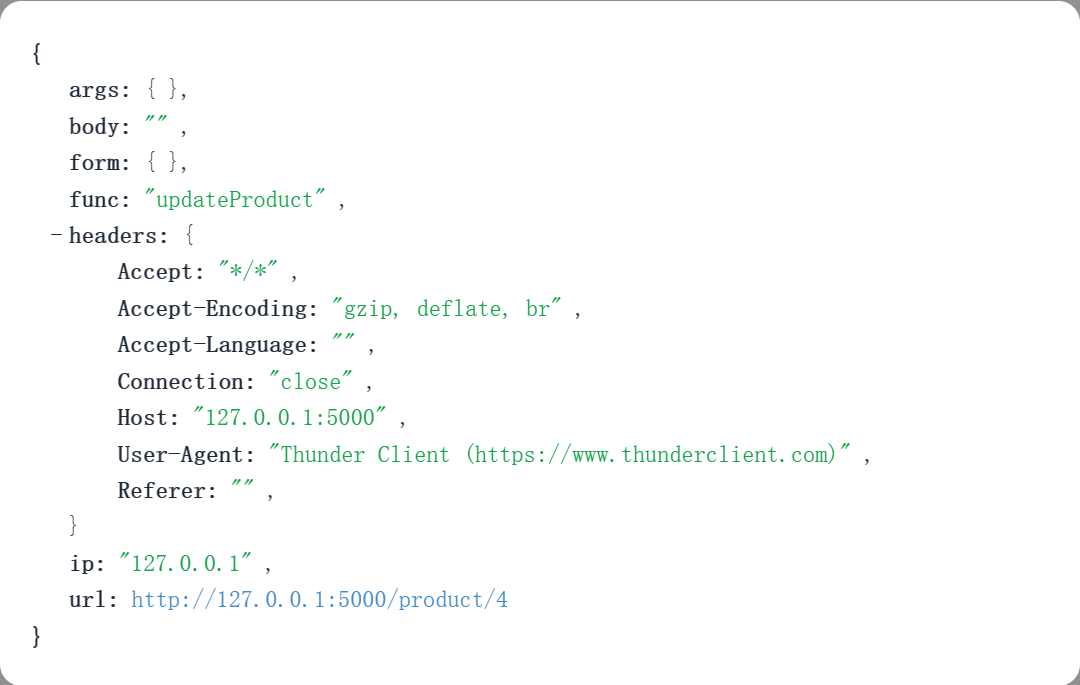 {
args: { },
body: "" ,
form: { },
func: "updateProduct" ,
- headers: {
Accept: "*/*" ,
Accept-Encoding: "gzip, deflate, br" ,
Accept-Language: "" ,
Connection: "close" ,
Host: "127.0.0.1:5000" ,
User-Agent: "Thunder Client (https://www.thunderclient.com)" ,
Referer: "" ,
}
ip: "127.0.0.1" ,
url: http://127.0.0.1:5000/product/4
}